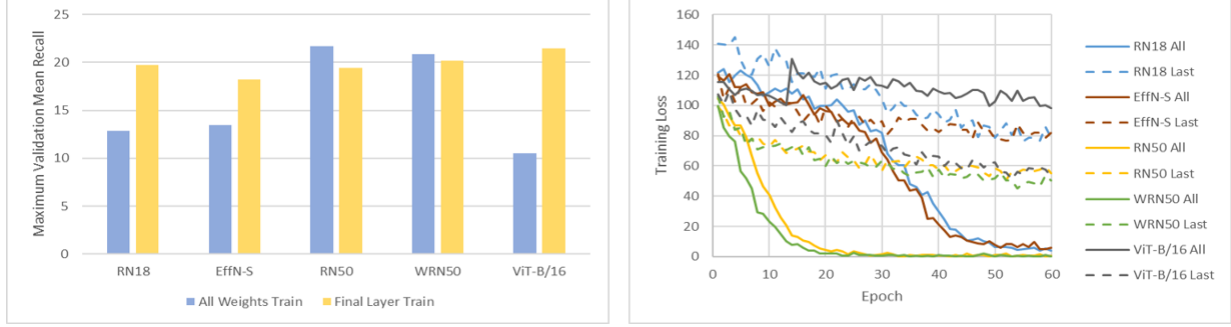 Maximum Validation Mean Recall
25
20
15
10
5
0
RN18 EffN-S RN50 WRN50 ViT-B/16
All Weights Train Final Layer Train
Training Loss
160
140
120
100
80
60
40
20
0
0 10 20 30 40 50 60
Epoch
RN18 All
RN18 Last
EffN-S All
EffN-S Last
RN50 All
RN50 Last
WRN50 All
WRN50 Last
ViT-B/16 All
ViT-B/16 Last